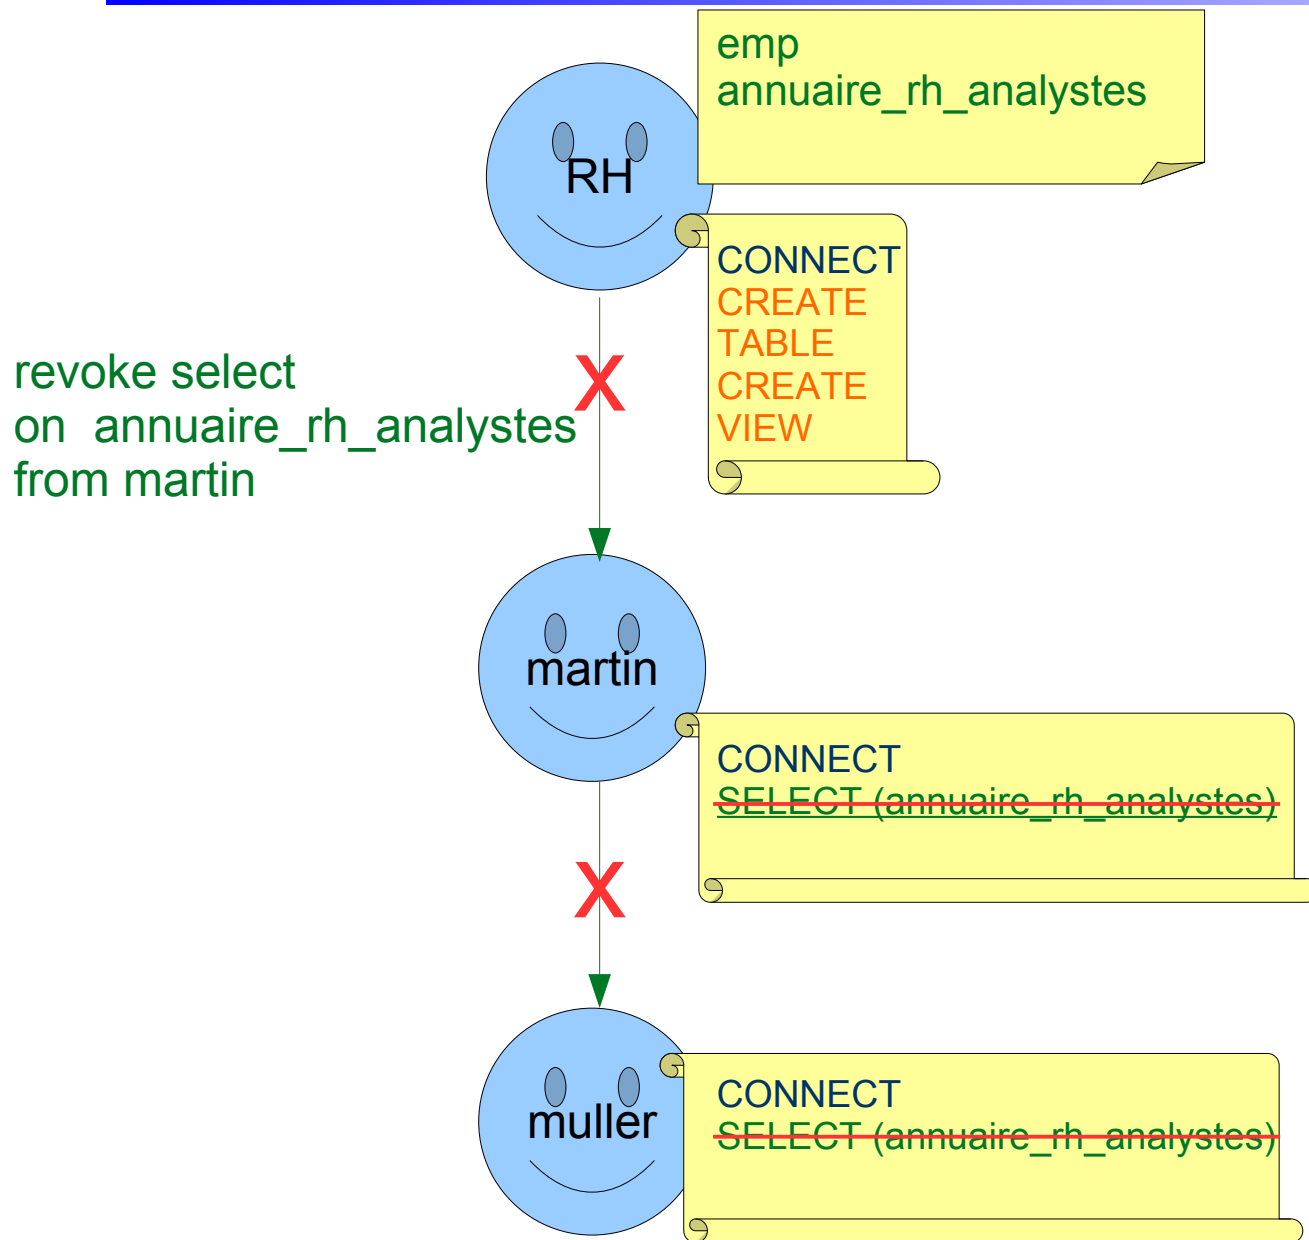 emp
annuaire_rh_analystes
RH
CONNECT
CREATE
TABLE
CREATE
VIEW
revoke select
on annuaire_rh_analystes
from martin
X
martin
CONNECT
SELECT (annuaire_rh_analystes)
X
muller
CONNECT
SELECT (annuaire_rh_analystes)